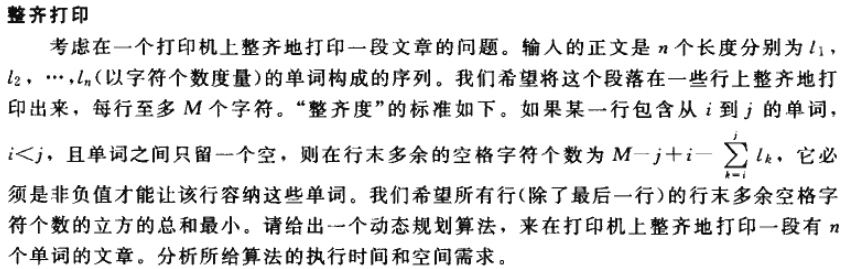 整齐打印
考虑在一个打印机上整齐地打印一段文章的问题。输入的正文是 n 个长度分别为 l₁，
l₂，…，lₙ(以字符个数度量)的单词构成的序列。我们希望将这个段落在一些行上整齐地打
印出来，每行至多 M 个字符。“整齐度”的标准如下。如果某一行包含从 i 到 j 的单词，
i<j，且单词之间只留一个空，则在行末多余的空格字符个数为 M−j+i− ∑_{k=i}^{j} lₖ，它必
须是非负值才能让该行容纳这些单词。我们希望所有行(除了最后一行)的行末多余空格字
符个数的立方的总和最小。请给出一个动态规划算法，来在打印机上整齐地打印一段有 n
个单词的文章。分析所给算法的执行时间和空间需求。